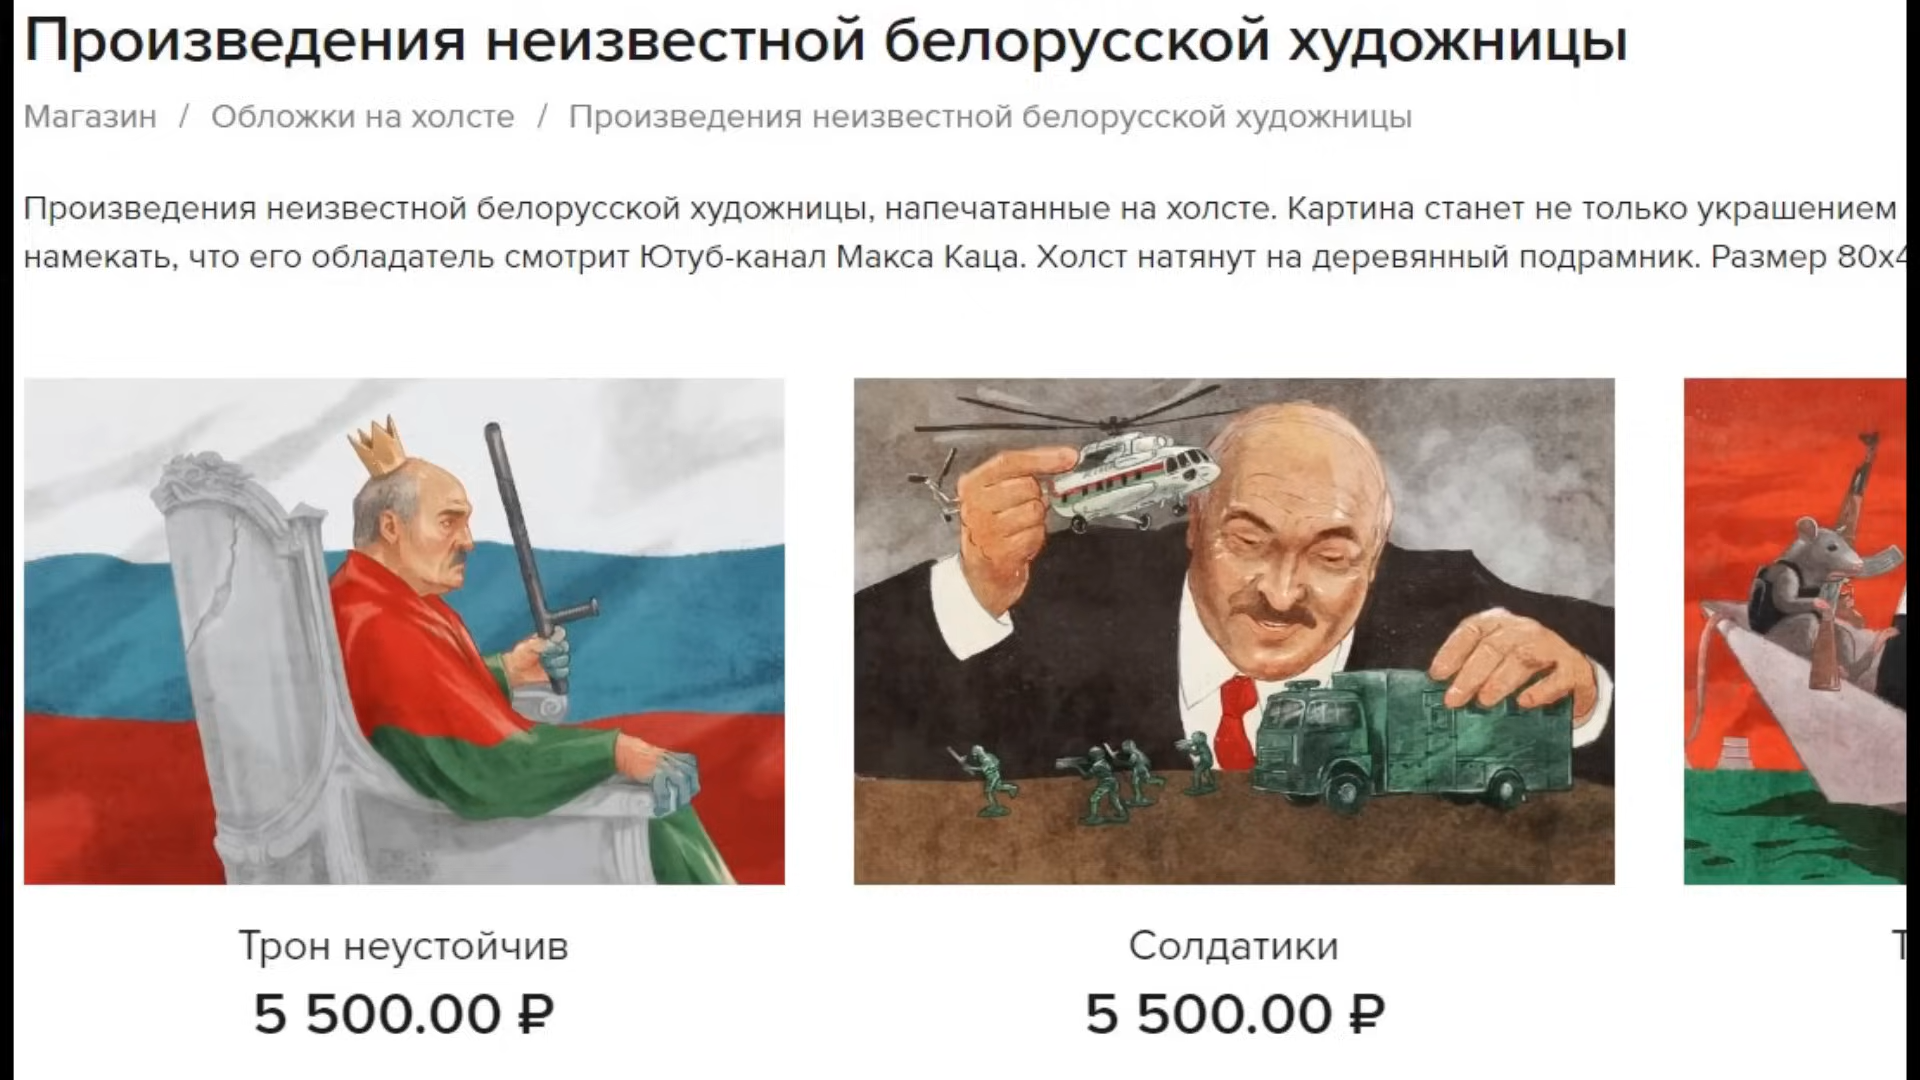 Произведения неизвестной белорусской художницы
Магазин / Обложки на холсте / Произведения неизвестной белорусской художницы
Произведения неизвестной белорусской художницы, напечатанные на холсте. Картина станет не только украшением
намекать, что его обладатель смотрит Ютуб-канал Макса Каца. Холст натянут на деревянный подрамник. Размер 80х4
Трон неустойчив
5 500.00 ₽
Солдатики
5 500.00 ₽